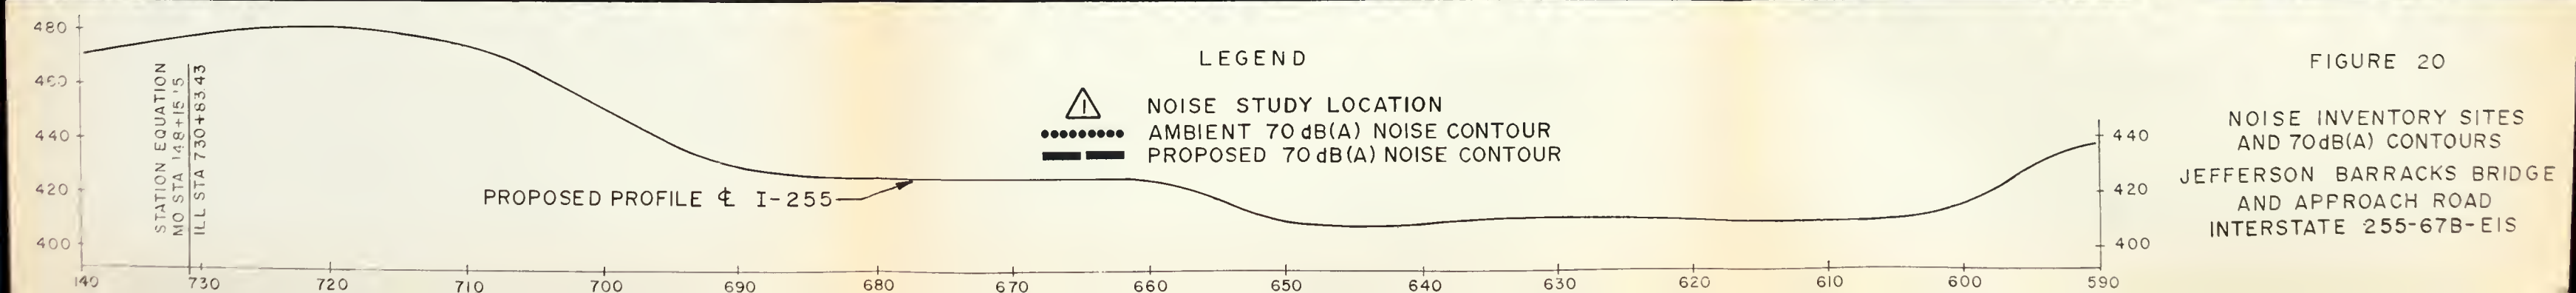 480
460
440
420
400
STATION EQUATION
MO STA 148+15.15
ILL STA 730+83.43
140
730
720
710
700
690
680
670
660
650
640
630
620
610
600
590
PROPOSED PROFILE ℄ I-255
LEGEND
NOISE STUDY LOCATION
AMBIENT 70 dB(A) NOISE CONTOUR
PROPOSED 70 dB(A) NOISE CONTOUR
440
420
400
FIGURE 20
NOISE INVENTORY SITES
AND 70dB(A) CONTOURS
JEFFERSON BARRACKS BRIDGE
AND APPROACH ROAD
INTERSTATE 255-67B-EIS